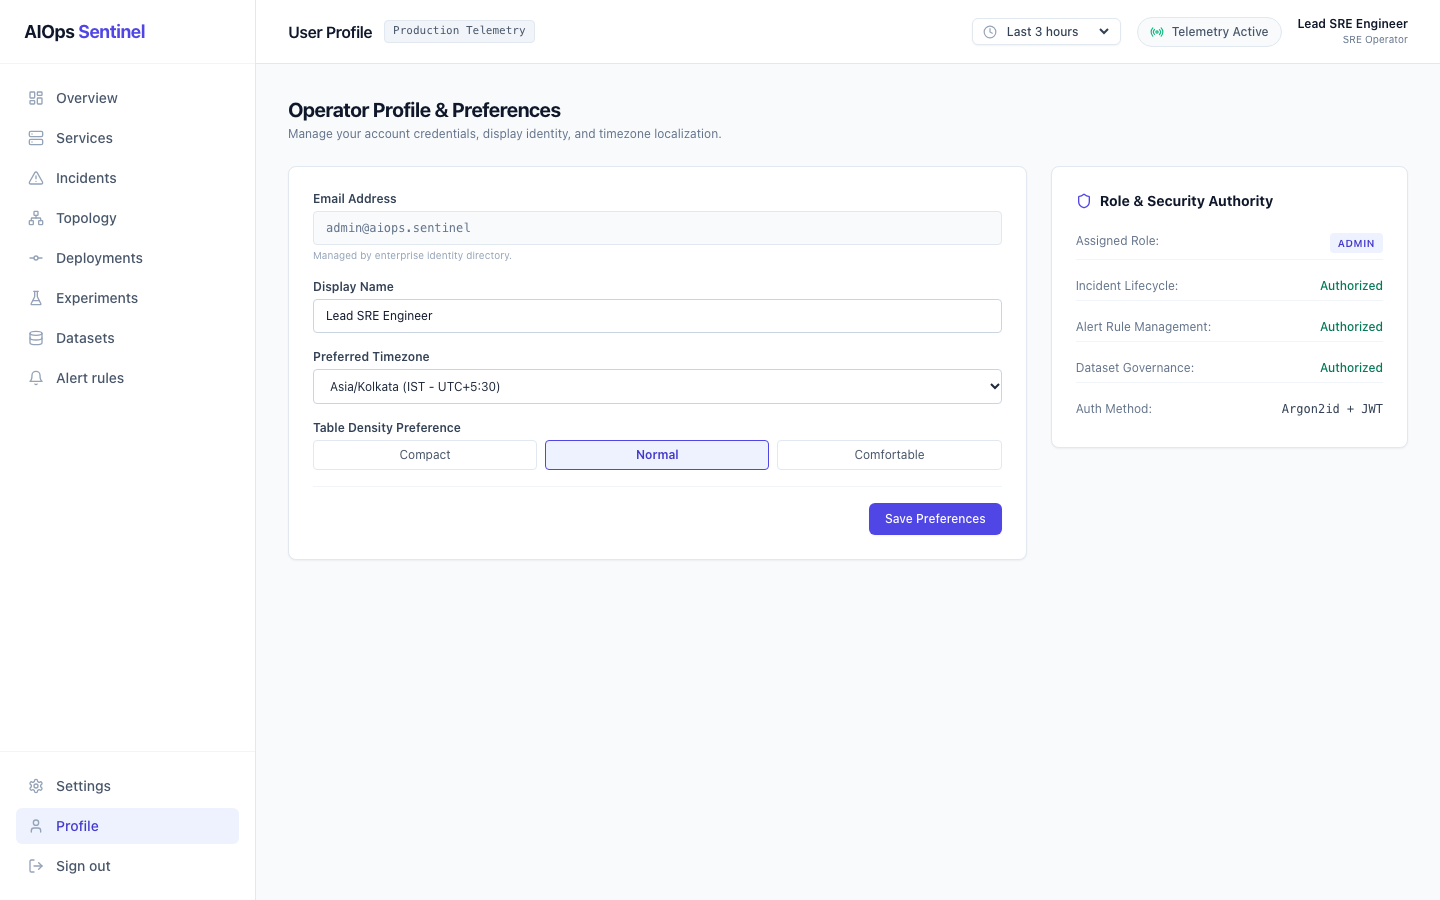 AIOps Sentinel
User Profile
Production Telemetry
Last 3 hours
Telemetry Active
Lead SRE Engineer
SRE Operator
Overview
Services
Incidents
Topology
Deployments
Experiments
Datasets
Alert rules
Settings
Profile
Sign out
Operator Profile & Preferences
Manage your account credentials, display identity, and timezone localization.
Email Address
admin@aiops.sentinel
Managed by enterprise identity directory.
Display Name
Lead SRE Engineer
Preferred Timezone
Asia/Kolkata (IST - UTC+5:30)
Table Density Preference
Compact
Normal
Comfortable
Save Preferences
Role & Security Authority
Assigned Role: ADMIN
Incident Lifecycle: Authorized
Alert Rule Management: Authorized
Dataset Governance: Authorized
Auth Method: Argon2id + JWT